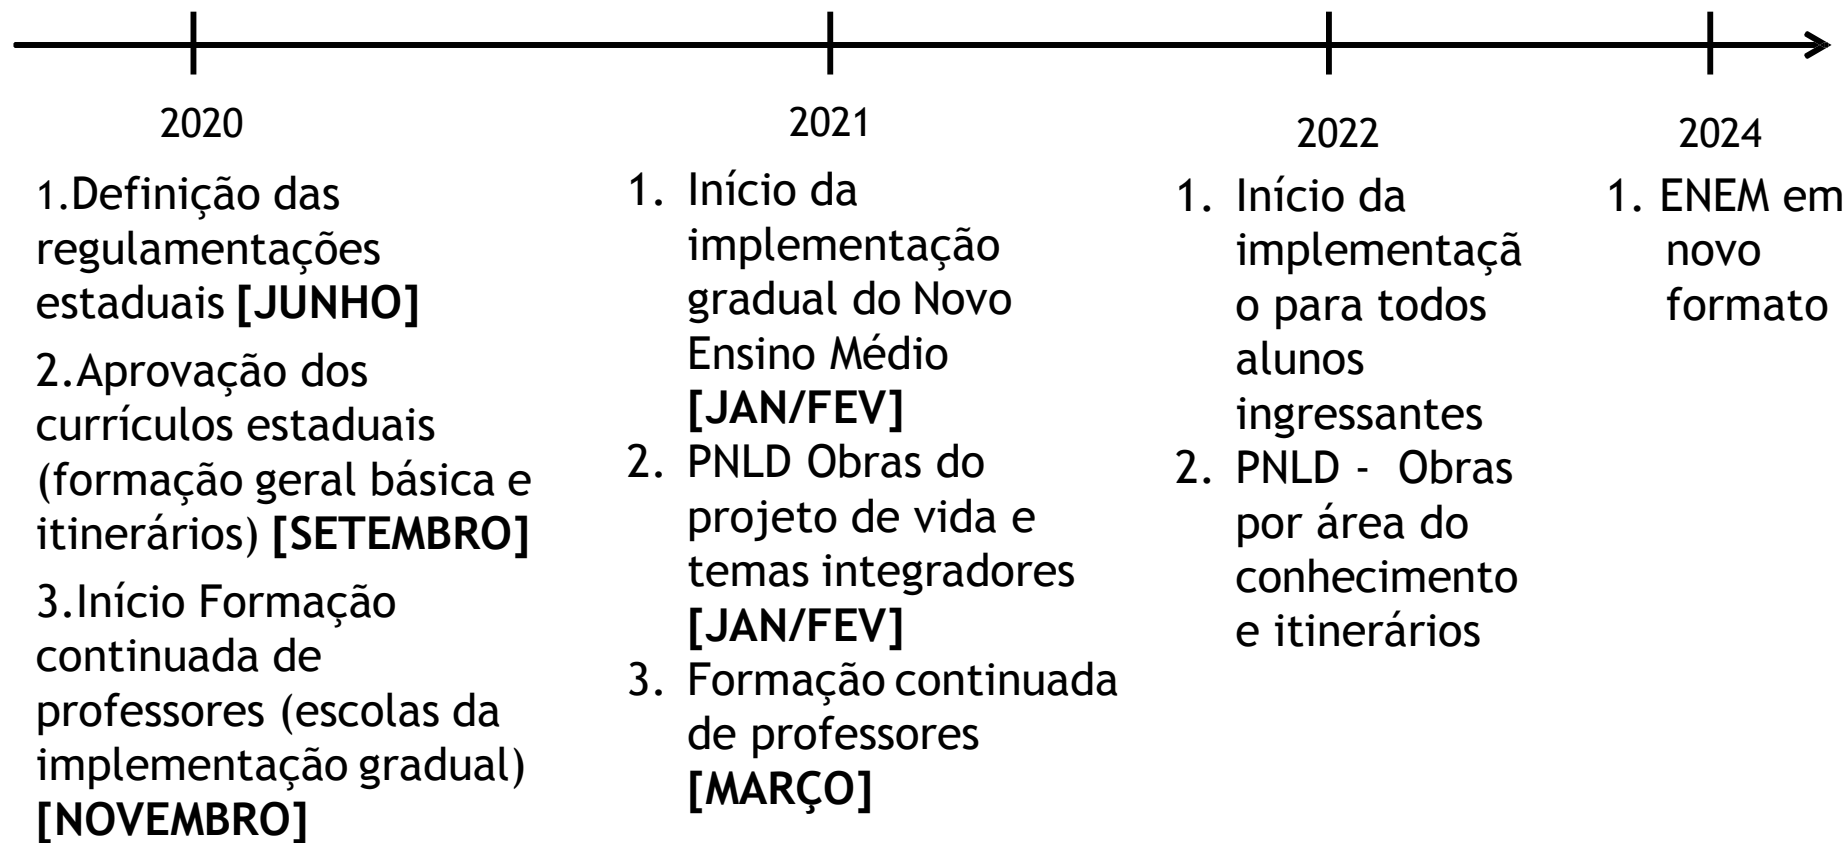 2020
1.Definição das
regulamentações
estaduais [JUNHO]
2.Aprovação dos
currículos estaduais
(formação geral básica e
itinerários) [SETEMBRO]
3.Início Formação
continuada de
professores (escolas da
implementação gradual)
[NOVEMBRO]
2021
1. Início da
implementação
gradual do Novo
Ensino Médio
[JAN/FEV]
2. PNLD Obras do
projeto de vida e
temas integradores
[JAN/FEV]
3. Formação continuada
de professores
[MARÇO]
2022
1. Início da
implementaçã
o para todos
alunos
ingressantes
2. PNLD - Obras
por área do
conhecimento
e itinerários
2024
1. ENEM em
novo
formato